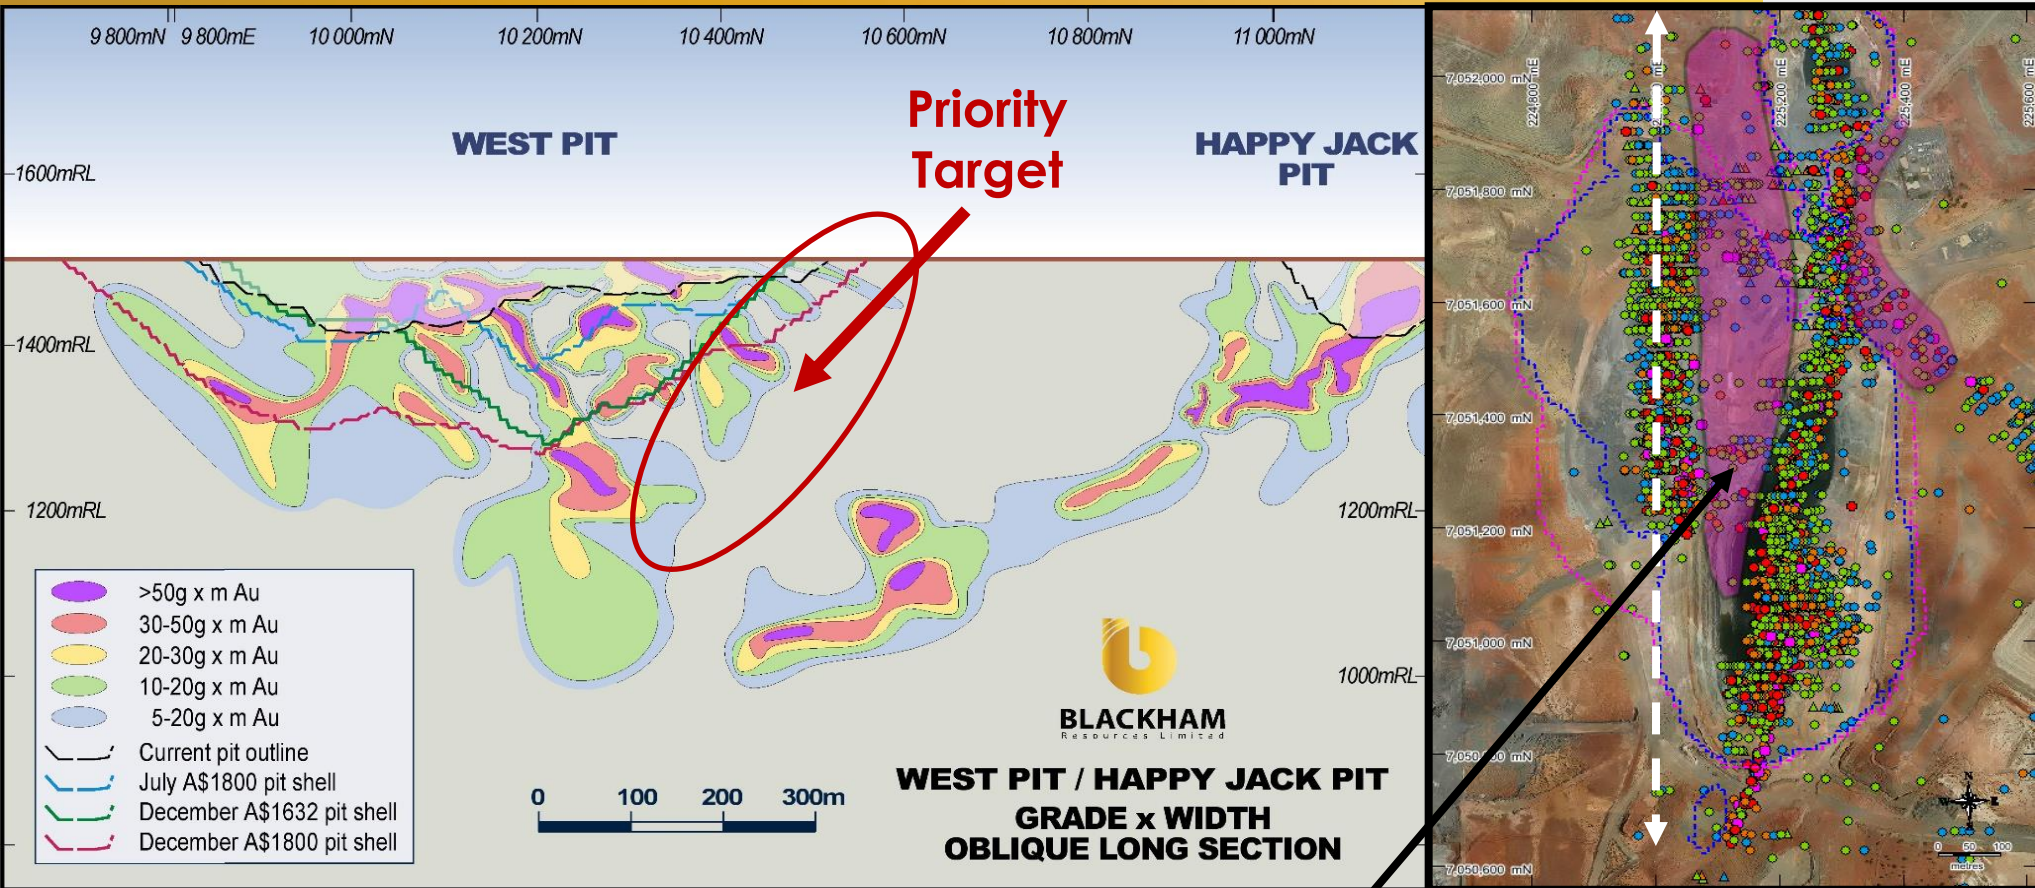 9 800mN 9 800mE 10 000mN 10 200mN 10 400mN 10 600mN 10 800mN 11 000mN
Priority
Target
WEST PIT
HAPPY JACK
PIT
1600mRL
1400mRL
1200mRL
1200mRL
1000mRL
>50g x m Au
30-50g x m Au
20-30g x m Au
10-20g x m Au
5-20g x m Au
Current pit outline
July A$1800 pit shell
December A$1632 pit shell
December A$1800 pit shell
0 100 200 300m
BLACKHAM
Resources Limited
WEST PIT / HAPPY JACK PIT
GRADE x WIDTH
OBLIQUE LONG SECTION
224,800 mE
225,200 mE
225,400 mE
225,600 mE
7,052,000 mN
7,051,800 mN
7,051,600 mN
7,051,400 mN
7,051,200 mN
7,051,000 mN
7,050,600 mN
N
W E
0 50 100
metres